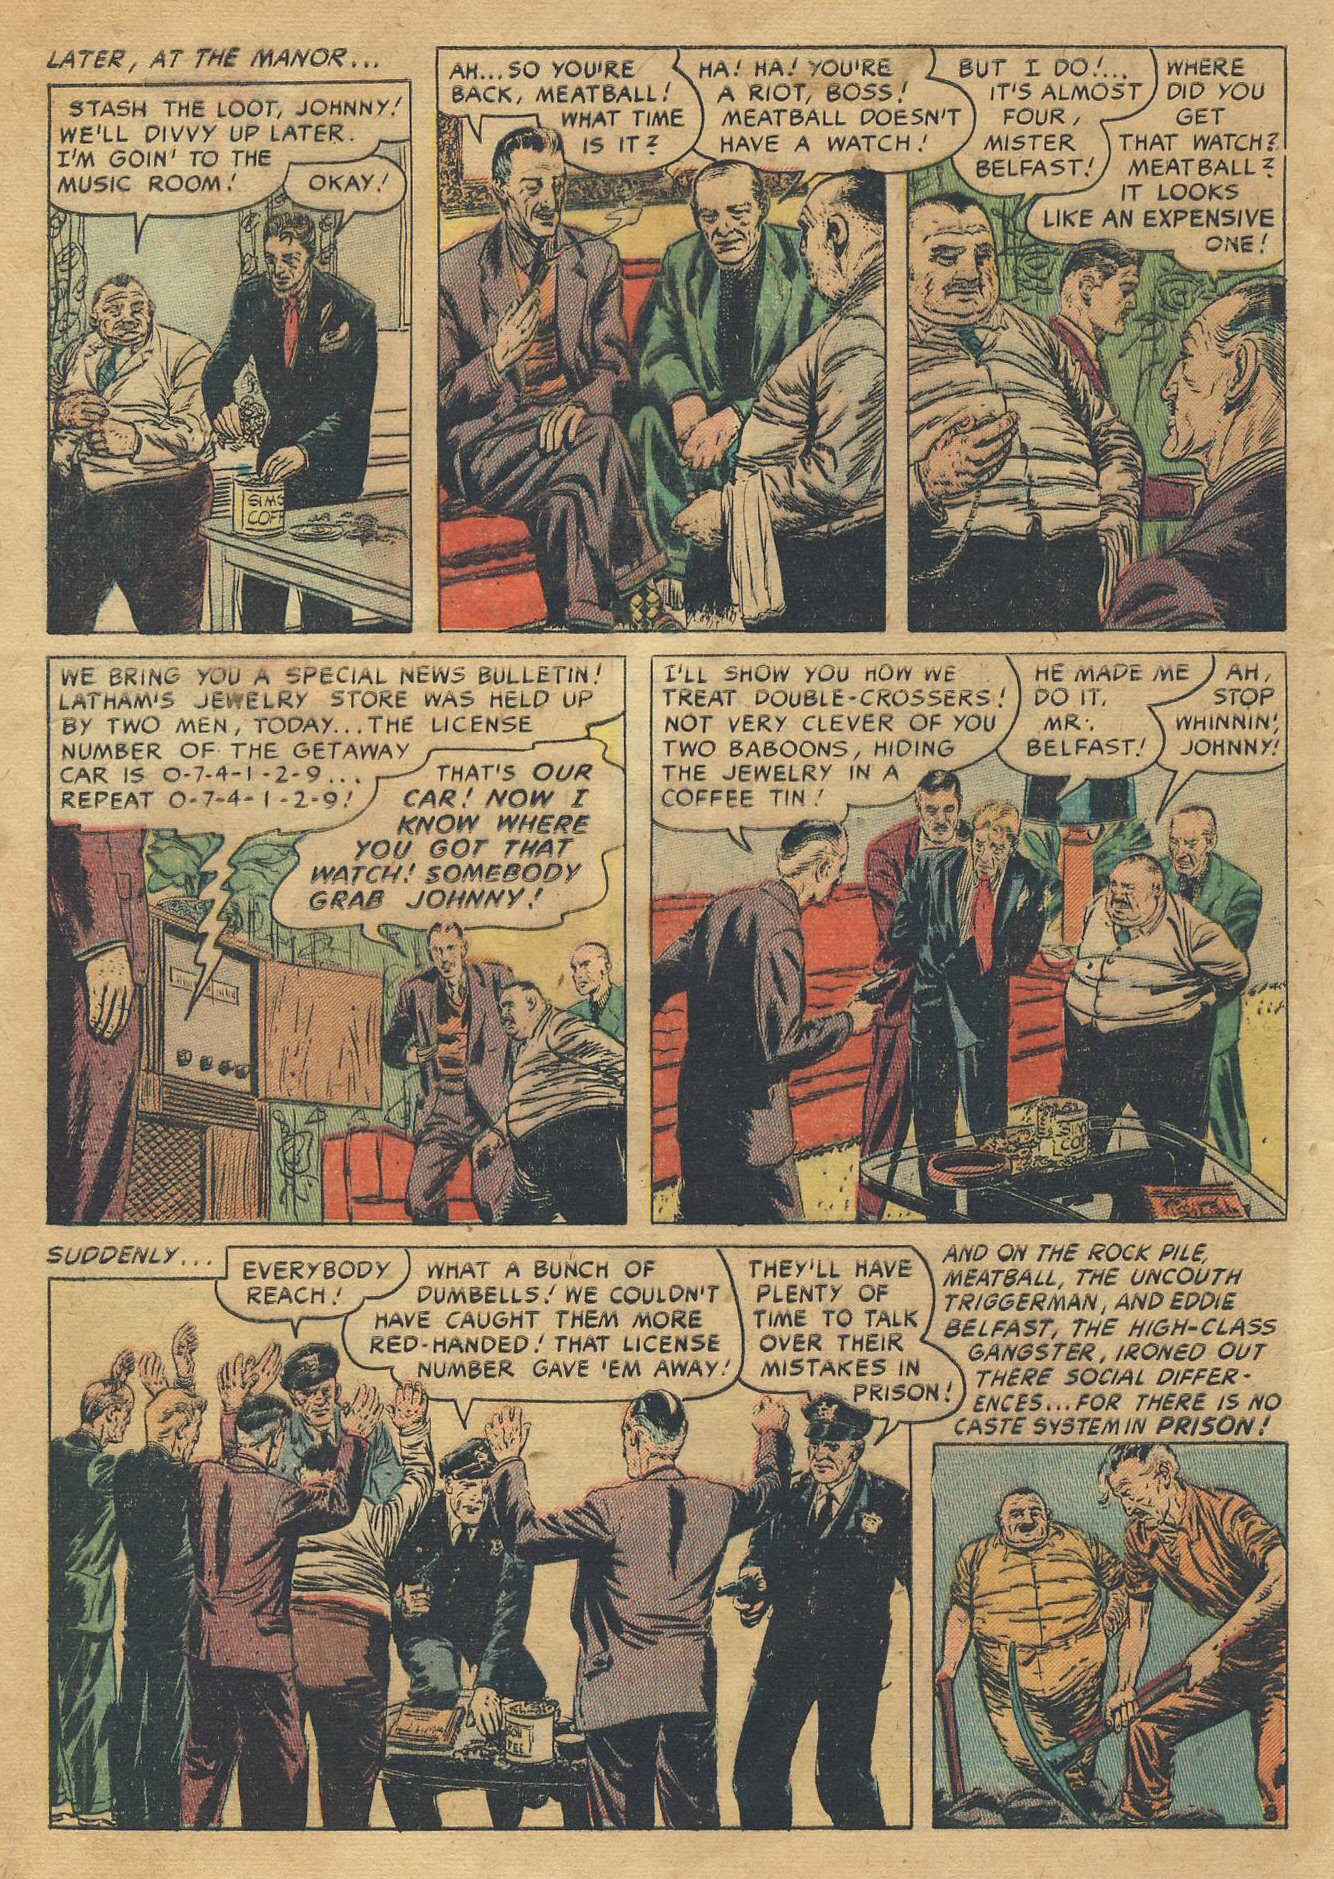 LATER, AT THE MANOR...
STASH THE LOOT, JOHNNY!
WE'LL DIVVY UP LATER.
I'M GOIN' TO THE
MUSIC ROOM!
OKAY!
AH...SO YOU'RE
BACK, MEATBALL!
WHAT TIME
IS IT?
HA! HA! YOU'RE
A RIOT, BOSS!
MEATBALL DOESN'T
HAVE A WATCH!
BUT I DO!...
IT'S ALMOST
FOUR,
MISTER
BELFAST!
WHERE
DID YOU
GET
THAT WATCH?
MEATBALL?
IT LOOKS
LIKE AN EXPENSIVE
ONE!
SIMS
COFF
WE BRING YOU A SPECIAL NEWS BULLETIN!
LATHAM'S JEWELRY STORE WAS HELD UP
BY TWO MEN, TODAY...THE LICENSE
NUMBER OF THE GETAWAY
CAR IS 0-7-4-1-2-9...
REPEAT 0-7-4-1-2-9!
THAT'S OUR
CAR! NOW I
KNOW WHERE
YOU GOT THAT
WATCH! SOMEBODY
GRAB JOHNNY!
I'LL SHOW YOU HOW WE
TREAT DOUBLE-CROSSERS!
NOT VERY CLEVER OF YOU
TWO BABOONS, HIDING
THE JEWELRY IN A
COFFEE TIN!
HE MADE ME
DO IT,
MR.
BELFAST!
AH,
STOP
WHINNIN',
JOHNNY!
SIMS
COFF
SUDDENLY...
EVERYBODY
REACH!
WHAT A BUNCH OF
DUMBELLS! WE COULDN'T
HAVE CAUGHT THEM MORE
RED-HANDED! THAT LICENSE
NUMBER GAVE 'EM AWAY!
THEY'LL HAVE
PLENTY OF
TIME TO TALK
OVER THEIR
MISTAKES IN
PRISON!
AND ON THE ROCK PILE,
MEATBALL, THE UNCOUTH
TRIGGERMAN, AND EDDIE
BELFAST, THE HIGH-CLASS
GANGSTER, IRONED OUT
THERE SOCIAL DIFFER-
ENCES...FOR THERE IS NO
CASTE SYSTEM IN PRISON!
8